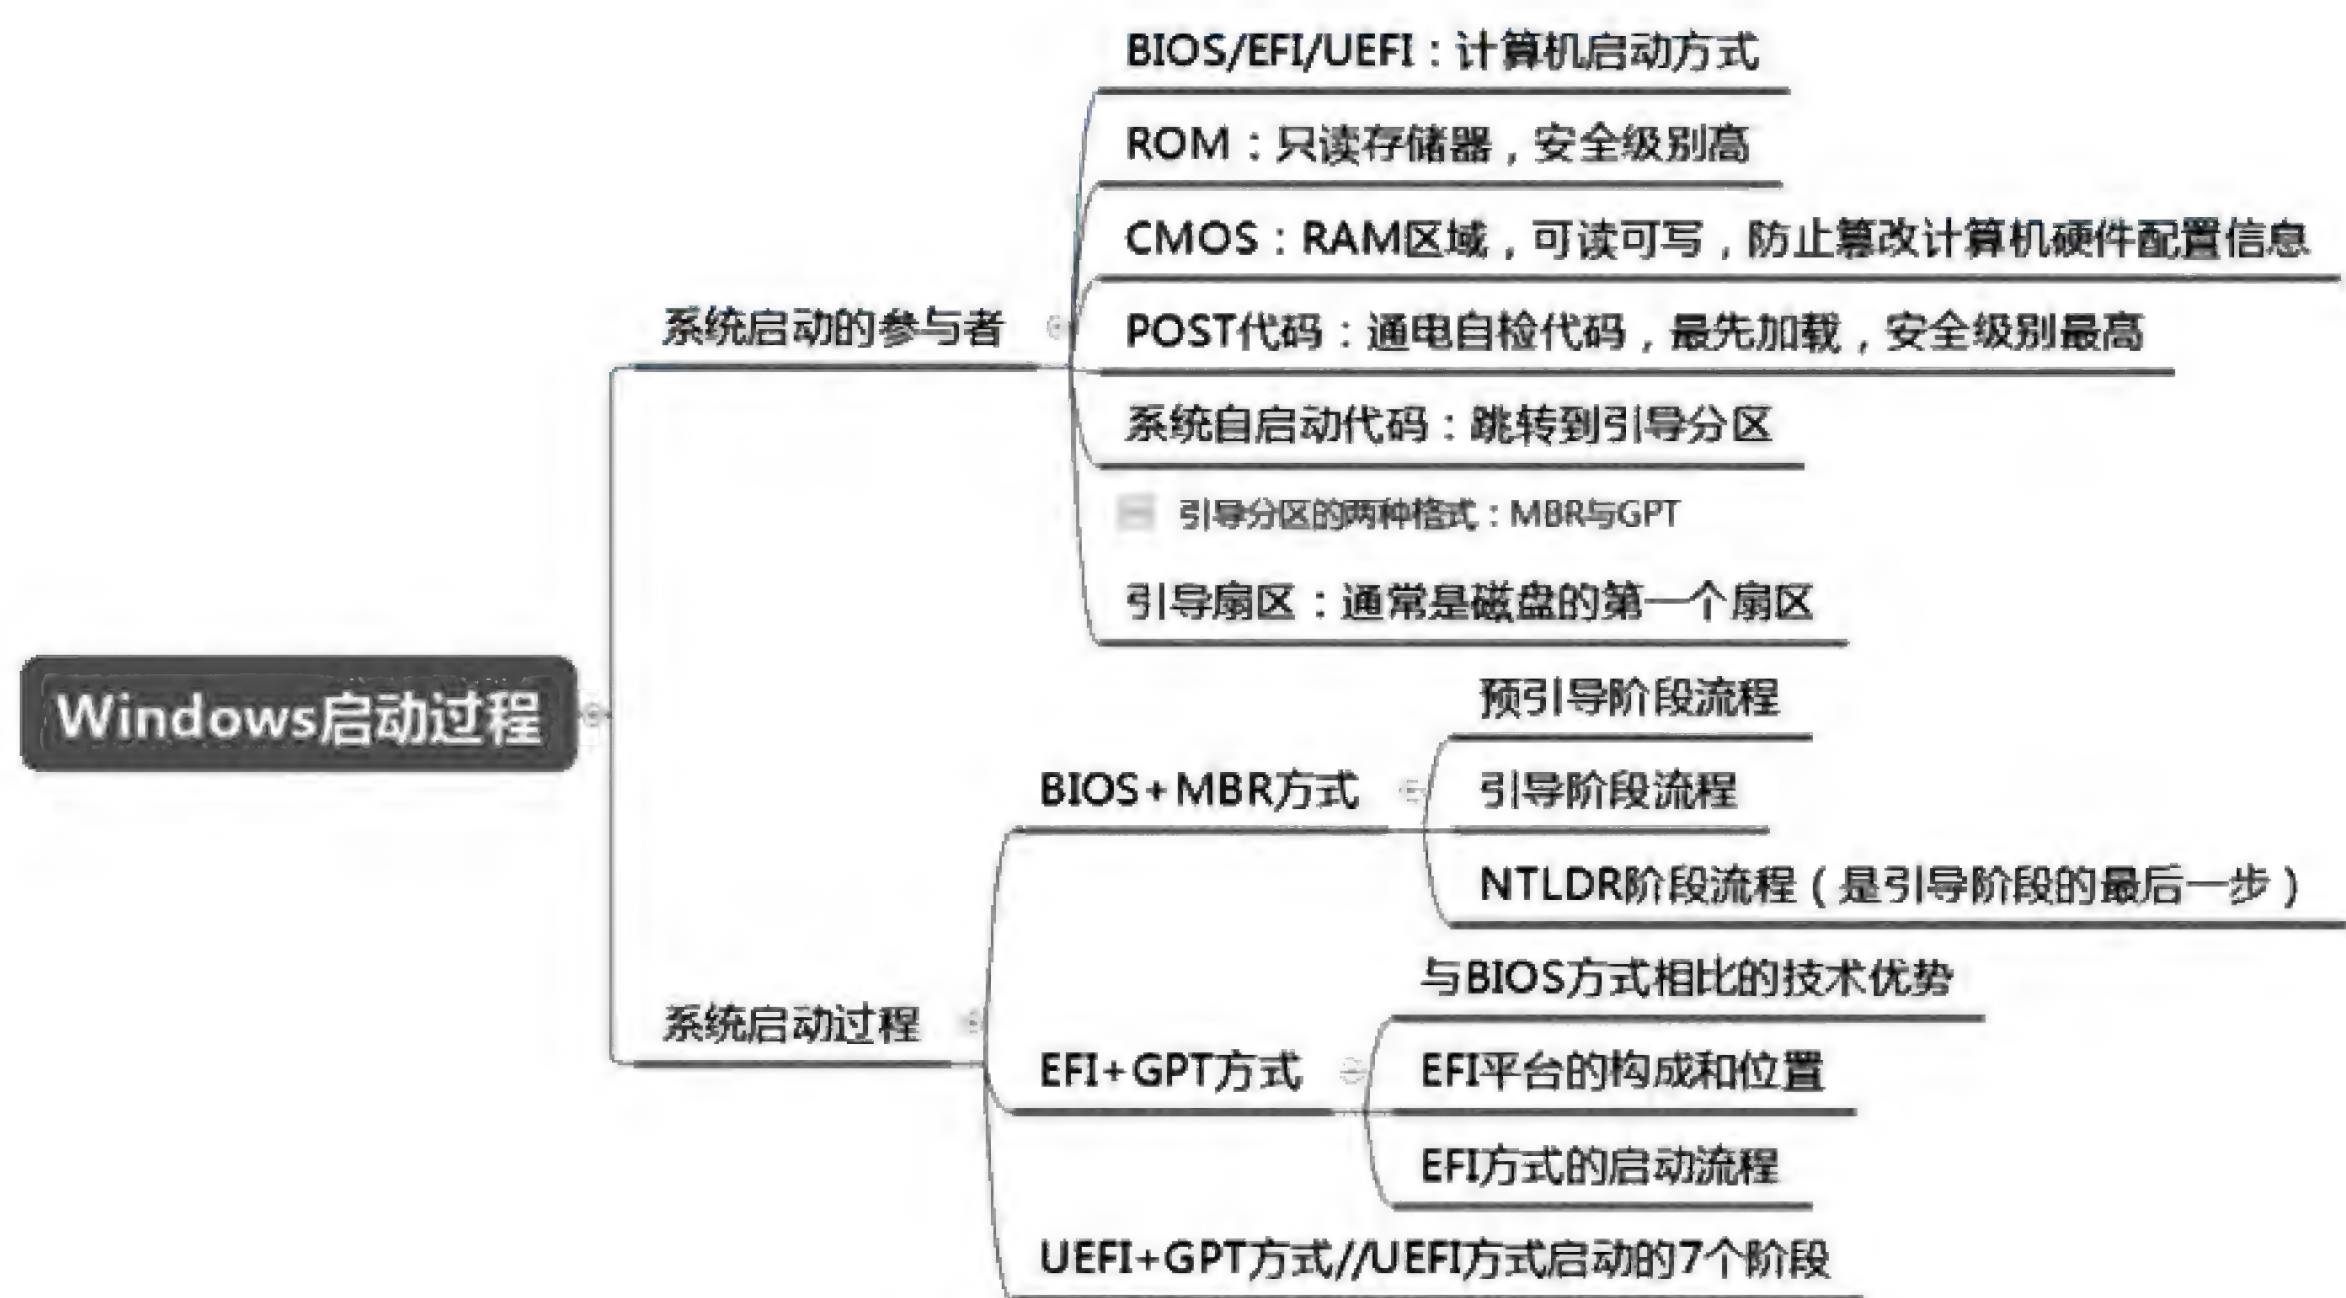 BIOS/EFI/UEFI：计算机启动方式
ROM：只读存储器，安全级别高
CMOS：RAM区域，可读可写，防止篡改计算机硬件配置信息
系统启动的参与者
POST代码：通电自检代码，最先加载，安全级别最高
系统自启动代码：跳转到引导分区
引导分区的两种格式：MBR与GPT
引导扇区：通常是磁盘的第一个扇区
Windows启动过程
预引导阶段流程
BIOS+MBR方式
引导阶段流程
NTLDR阶段流程（是引导阶段的最后一步）
系统启动过程
与BIOS方式相比的技术优势
EFI+GPT方式
EFI平台的构成和位置
EFI方式的启动流程
UEFI+GPT方式//UEFI方式启动的7个阶段